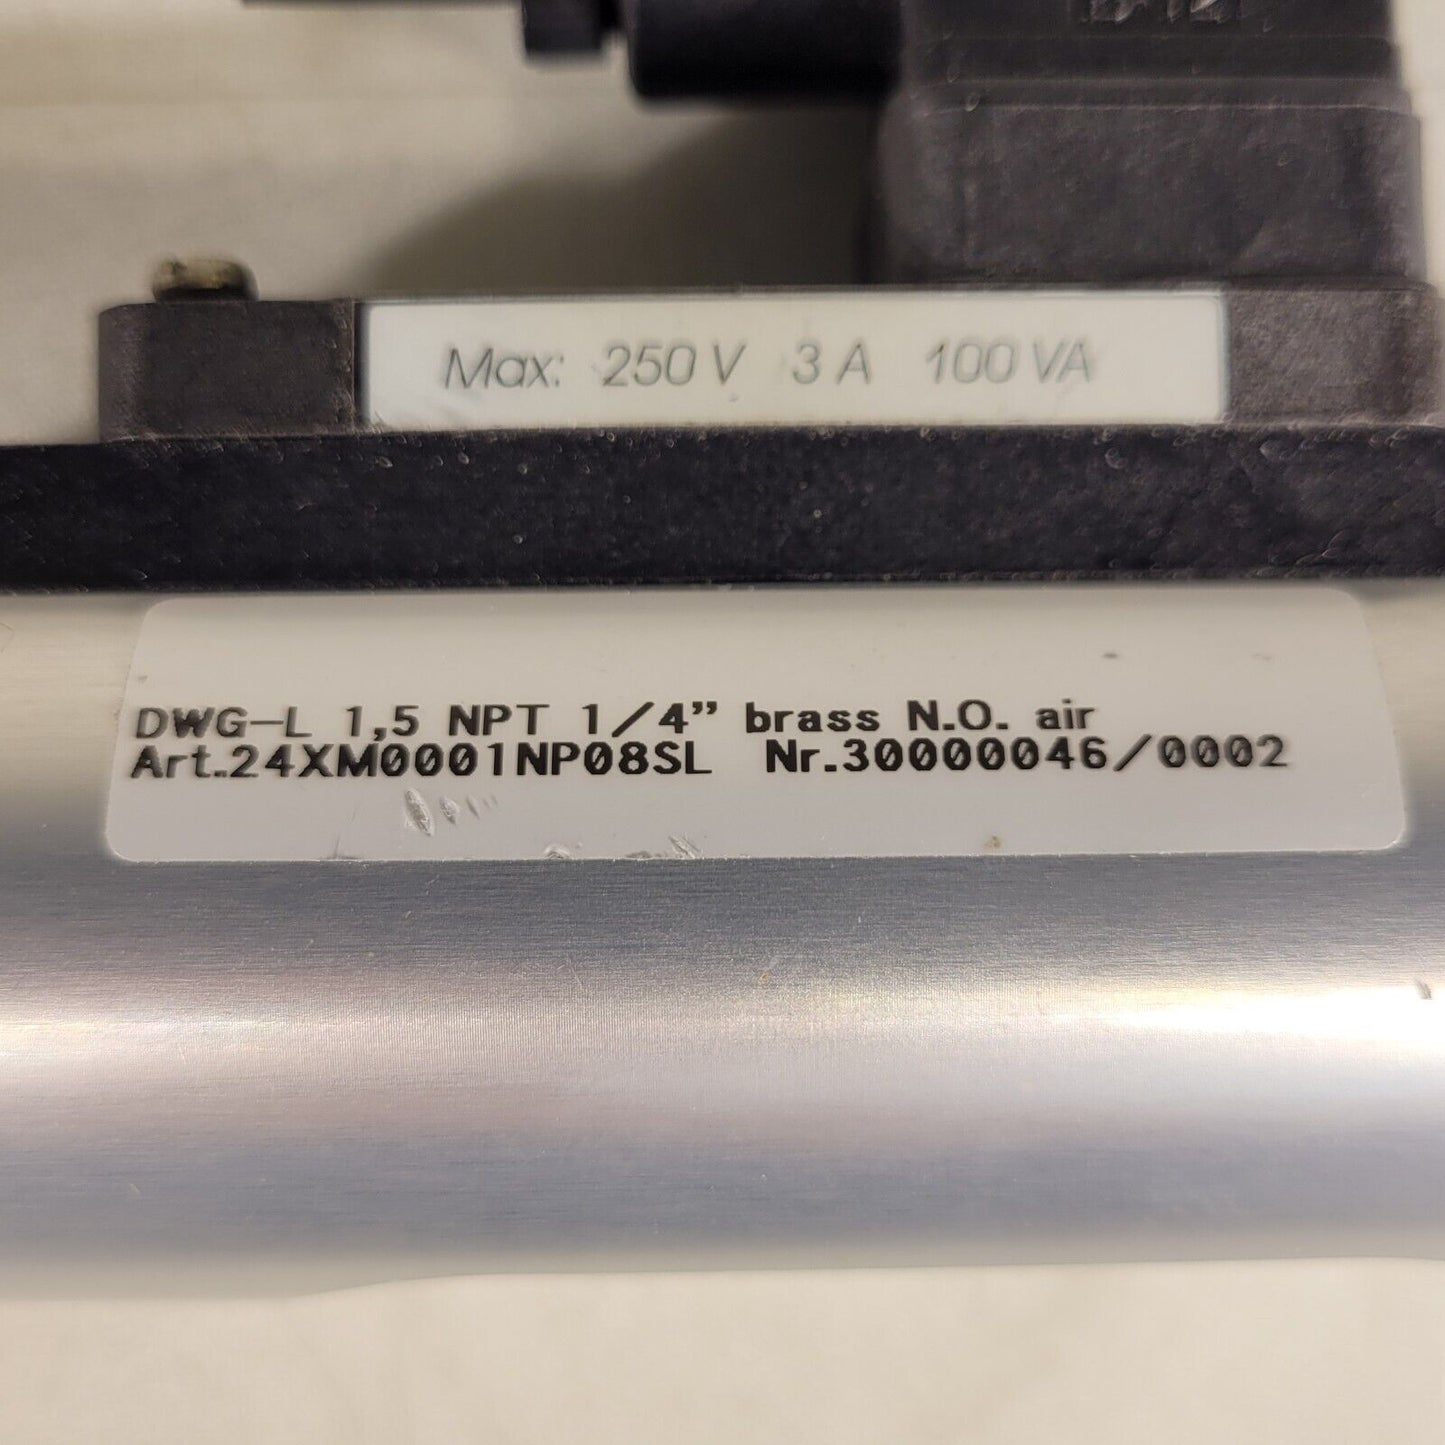 Max: 250 V 3 A 100 VA
DWG-L 1,5 NPT 1/4” brass N.O. air
Art.24XM0001NP08SL Nr.30000046/0002